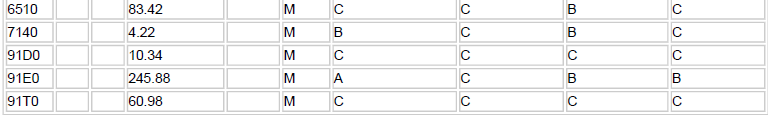 6510 83.42 M C C B C
7140 4.22 M B C B C
91D0 10.34 M C C C C
91E0 245.88 M A C B B
91T0 60.98 M C C C C